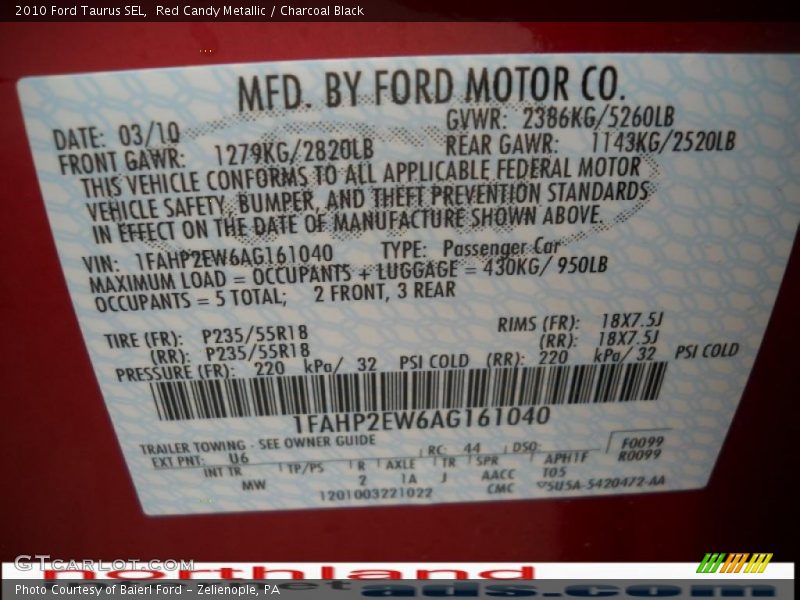 2010 Ford Taurus SEL,  Red Candy Metallic / Charcoal Black
MFD. BY FORD MOTOR CO.
DATE: 03/10 GVWR: 2386KG/5260LB
FRONT GAWR: 1279KG/2820LB REAR GAWR: 1143KG/2520LB
THIS VEHICLE CONFORMS TO ALL APPLICABLE FEDERAL MOTOR
VEHICLE SAFETY, BUMPER, AND THEFT PREVENTION STANDARDS
IN EFFECT ON THE DATE OF MANUFACTURE SHOWN ABOVE.
VIN: 1FAHP2EW6AG161040 TYPE: Passenger Car
MAXIMUM LOAD = OCCUPANTS + LUGGAGE = 430KG/ 950LB
OCCUPANTS = 5 TOTAL; 2 FRONT, 3 REAR
TIRE (FR): P235/55R18 RIMS (FR): 18X7.5J
(RR): P235/55R18 (RR): 18X7.5J
PRESSURE (FR): 220 kPa/ 32 PSI COLD (RR): 220 kPa/ 32 PSI COLD
1FAHP2EW6AG161040
TRAILER TOWING - SEE OWNER GUIDE
EXT PNT: U6 RC: 44 DSO: F0099
INT TR TP/PS R AXLE TR SPR APH1F R0099
MW 2 1A J AACC T05
1201003221022 CMC 5U5A-5420472-AA
GTCarLot.com
northland
ads.com
Photo Courtesy of Baierl Ford - Zelienople, PA